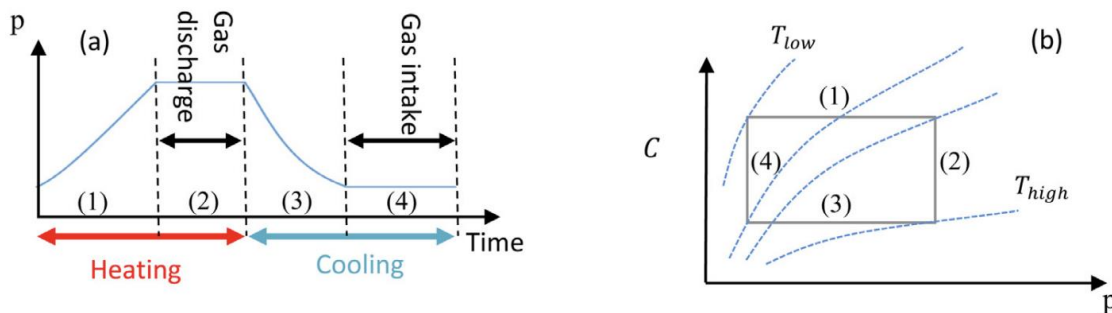 p
(a)
Gas
discharge
Gas intake
(1)
(2)
(3)
(4)
Time
Heating
Cooling
(b)
T_low
(1)
C
(4)
(2)
(3)
T_high
p